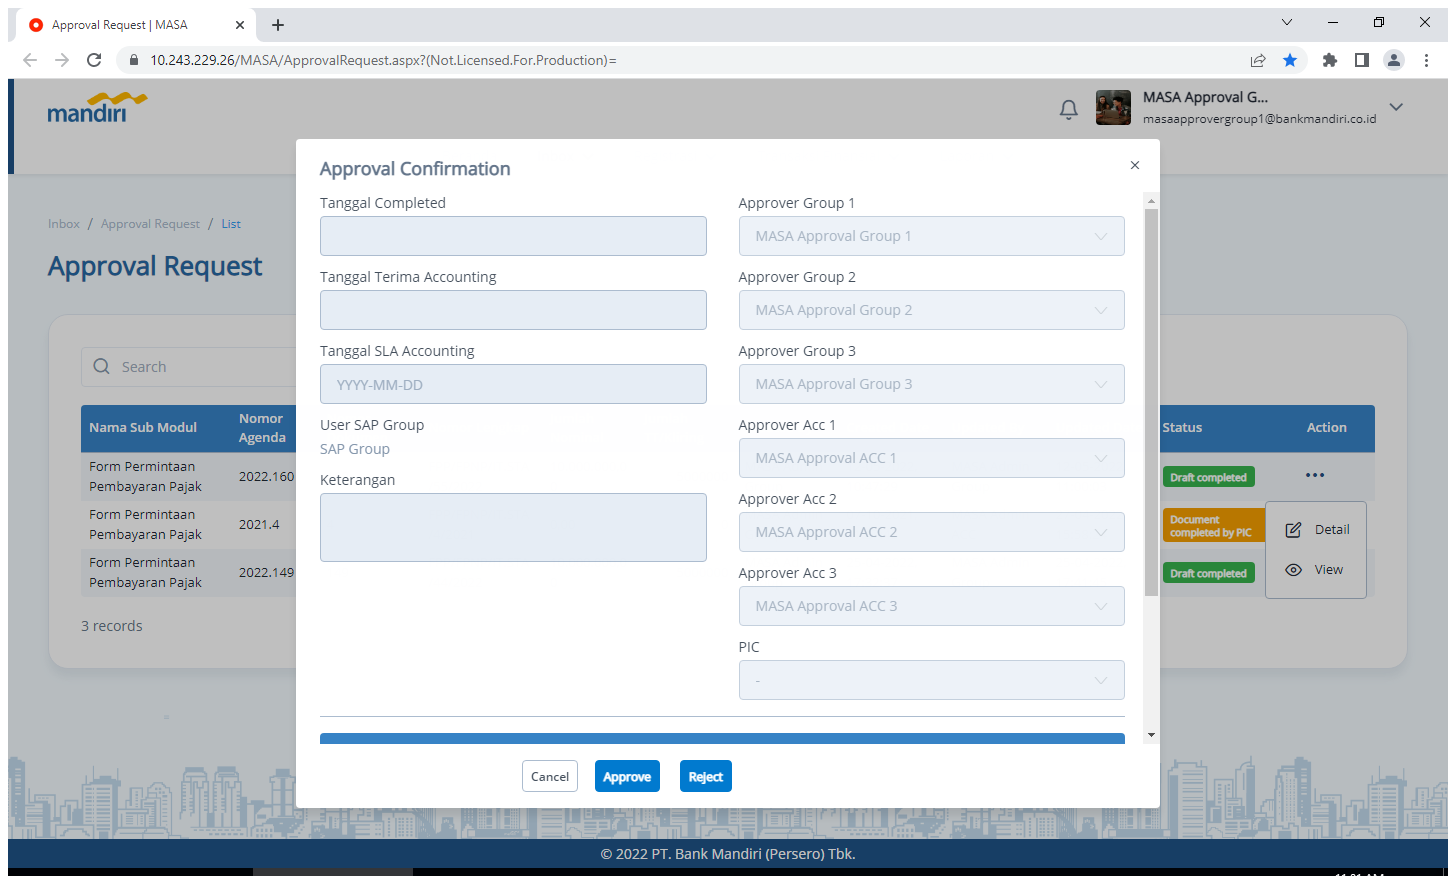 Approval Request | MASA
10.243.229.26/MASA/ApprovalRequest.aspx?(Not.Licensed.For.Production)=
mandiri
MASA Approval G...
masaapprovergroup1@bankmandiri.co.id
Inbox / Approval Request / List
Approval Request
Search
Nama Sub Modul
Nomor
Agenda
Status
Action
Form Permintaan
Pembayaran Pajak
2022.160
Draft completed
Form Permintaan
Pembayaran Pajak
2021.4
Document
completed by PIC
Form Permintaan
Pembayaran Pajak
2022.149
Draft completed
Detail
View
3 records
Approval Confirmation
Tanggal Completed
Tanggal Terima Accounting
Tanggal SLA Accounting
YYYY-MM-DD
User SAP Group
SAP Group
Keterangan
Approver Group 1
MASA Approval Group 1
Approver Group 2
MASA Approval Group 2
Approver Group 3
MASA Approval Group 3
Approver Acc 1
MASA Approval ACC 1
Approver Acc 2
MASA Approval ACC 2
Approver Acc 3
MASA Approval ACC 3
PIC
-
Cancel
Approve
Reject
© 2022 PT. Bank Mandiri (Persero) Tbk.